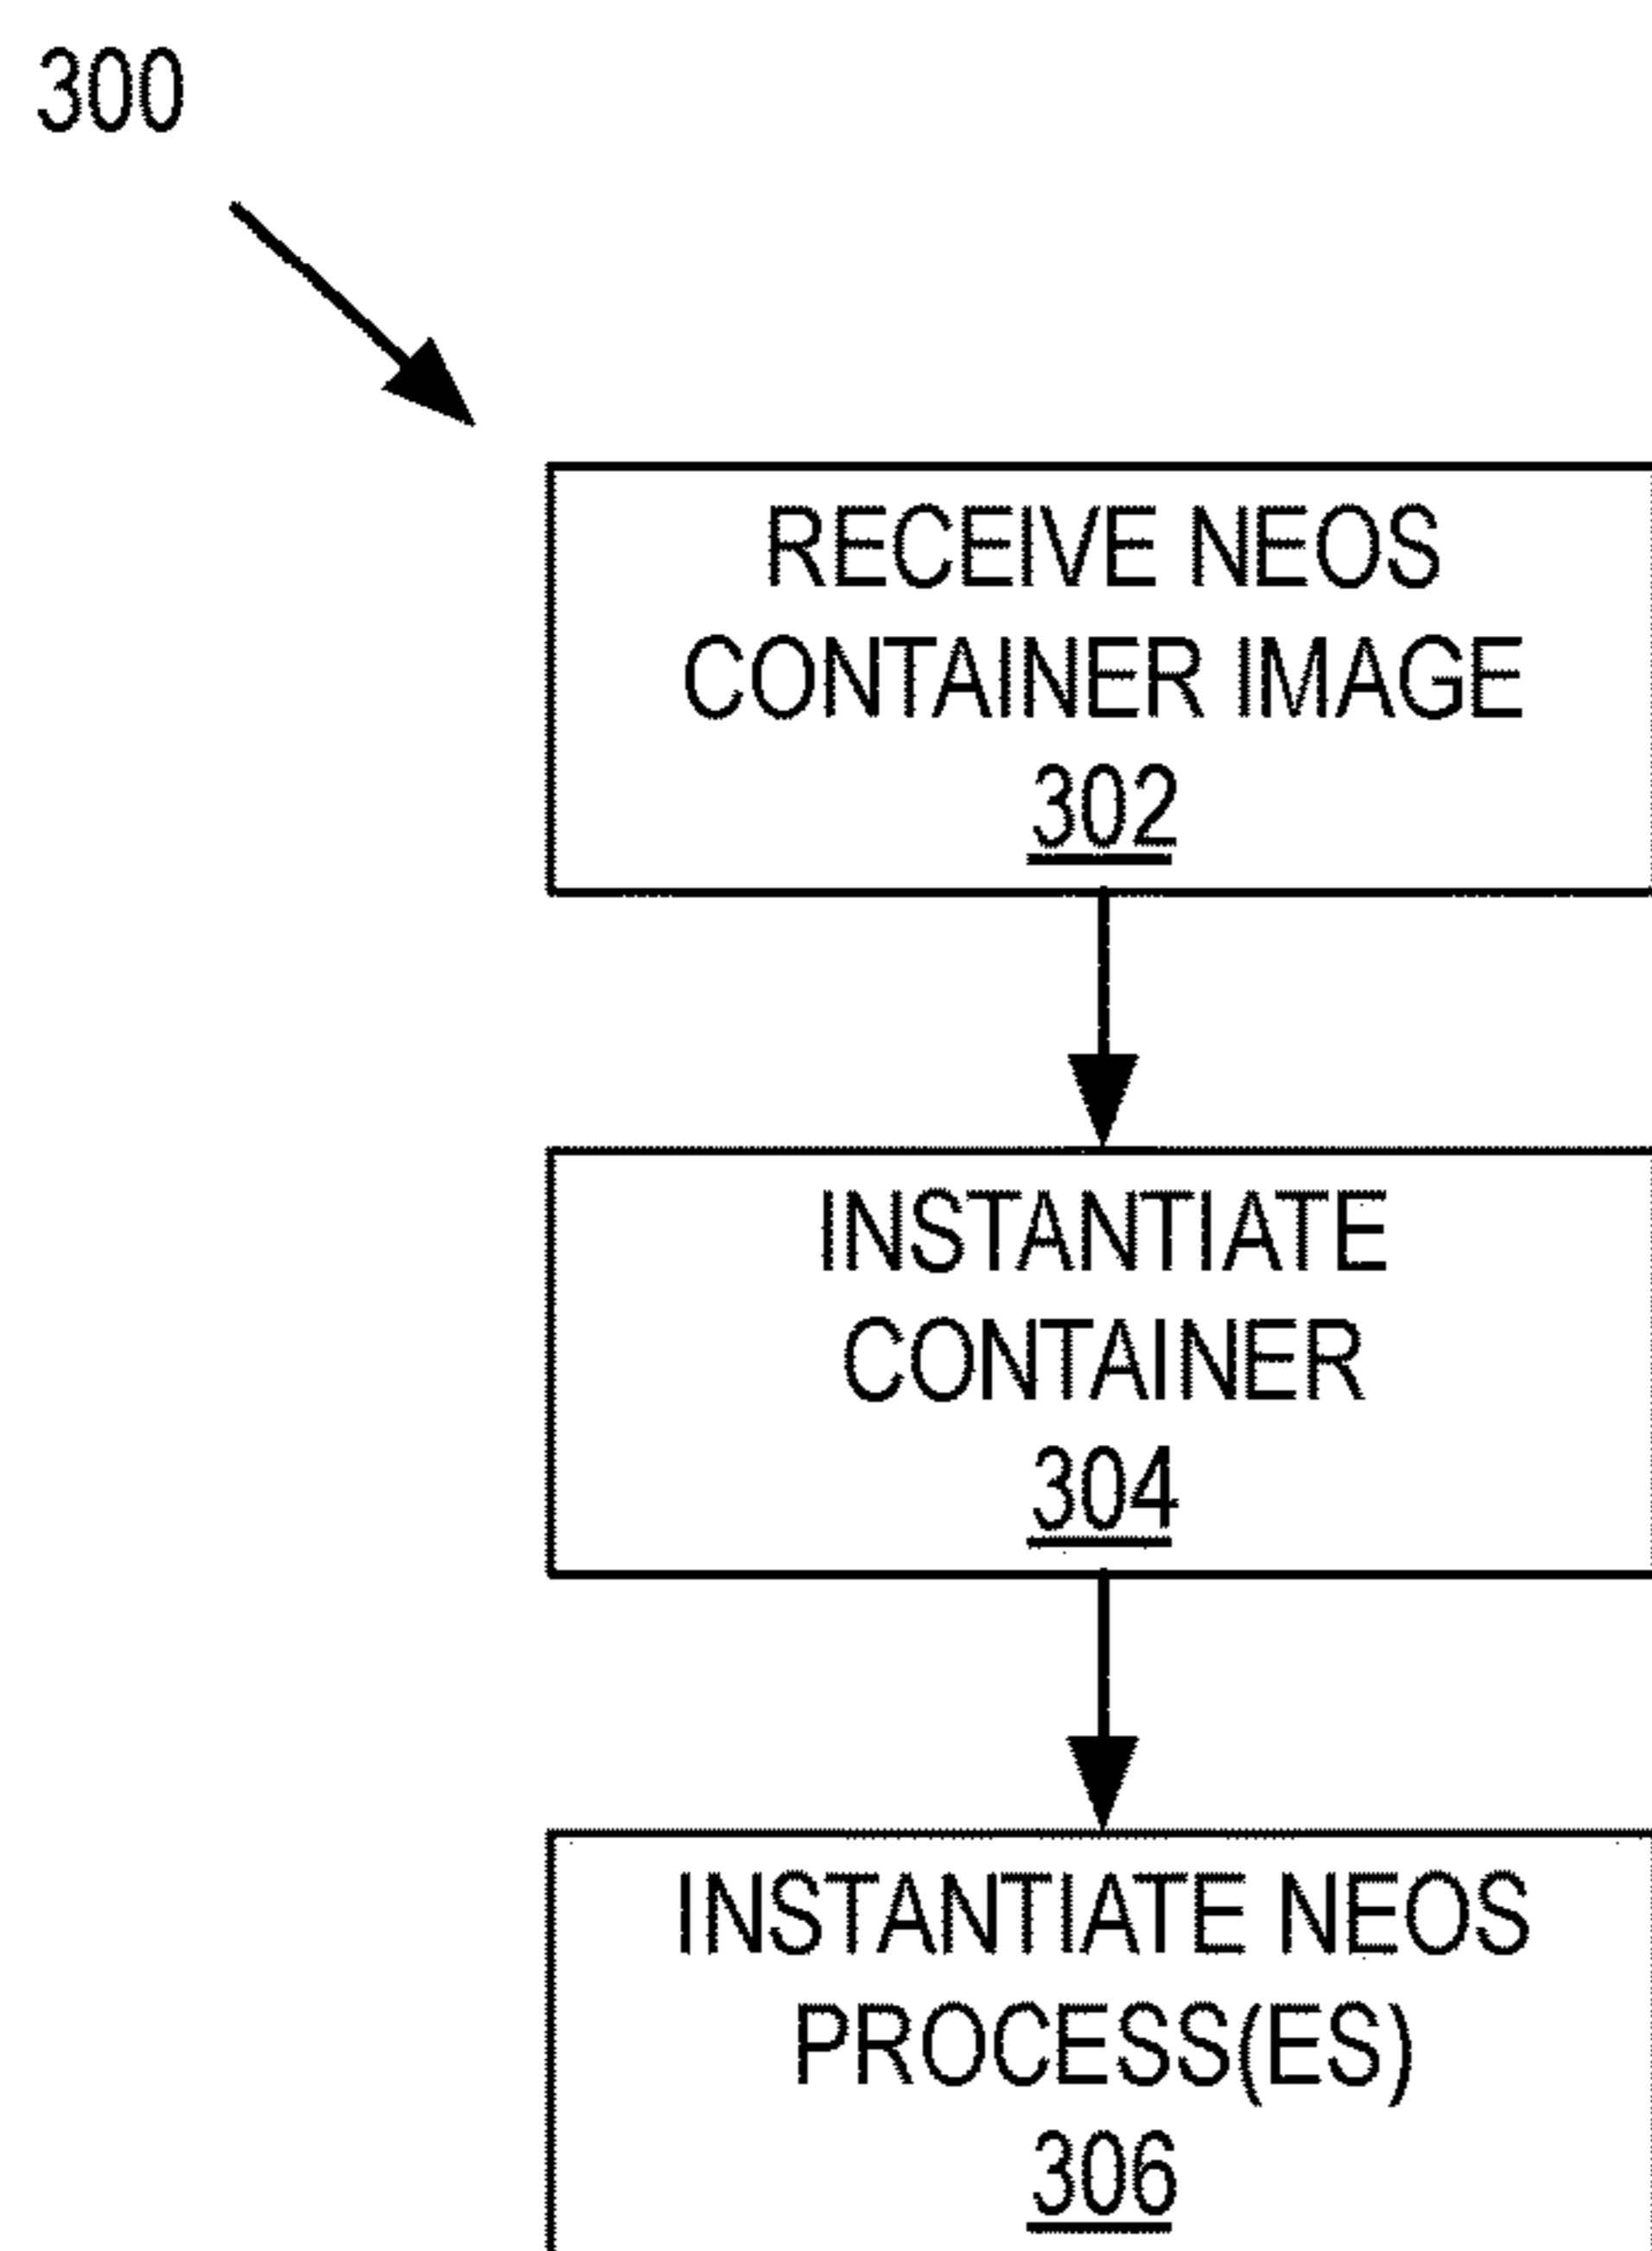 300
RECEIVE NEOS
CONTAINER IMAGE
302
INSTANTIATE
CONTAINER
304
INSTANTIATE NEOS
PROCESS(ES)
306